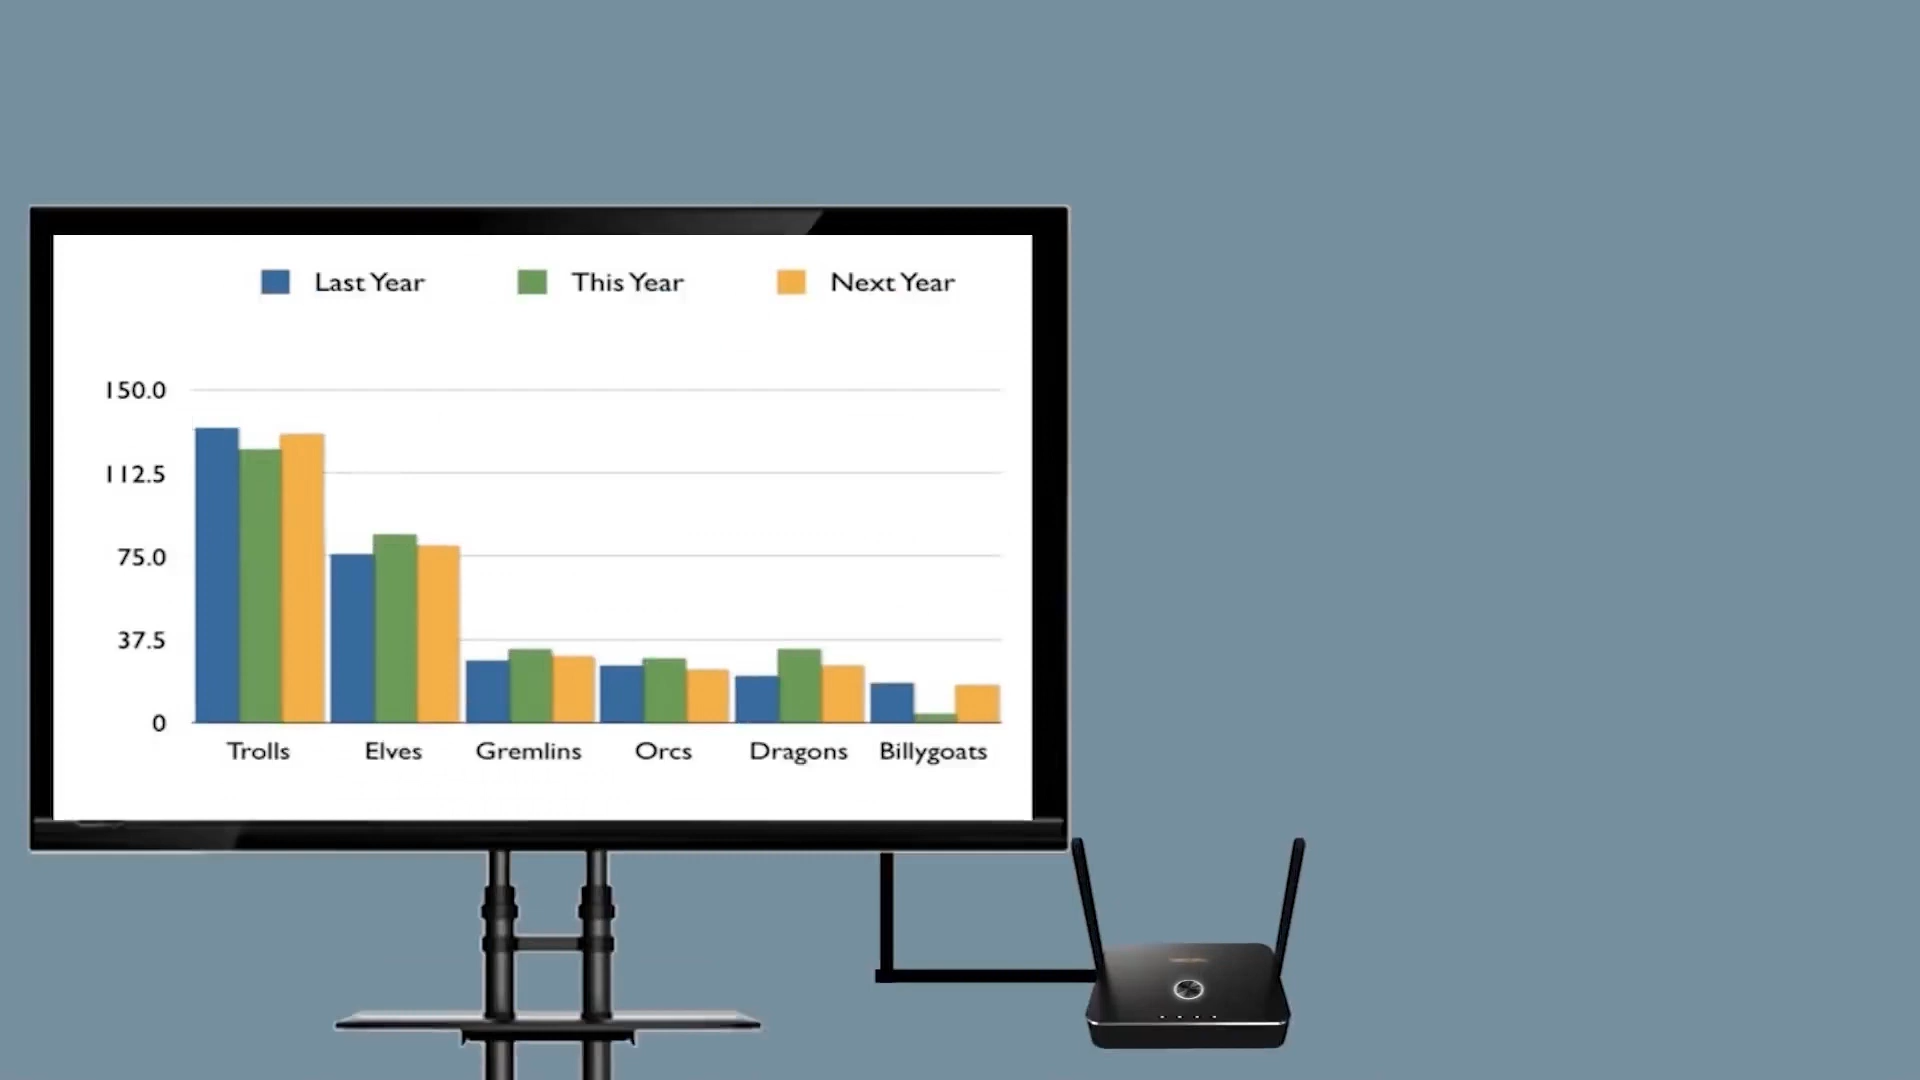 Last Year This Year Next Year
150.0
112.5
75.0
37.5
0
Trolls Elves Gremlins Orcs Dragons Billygoats